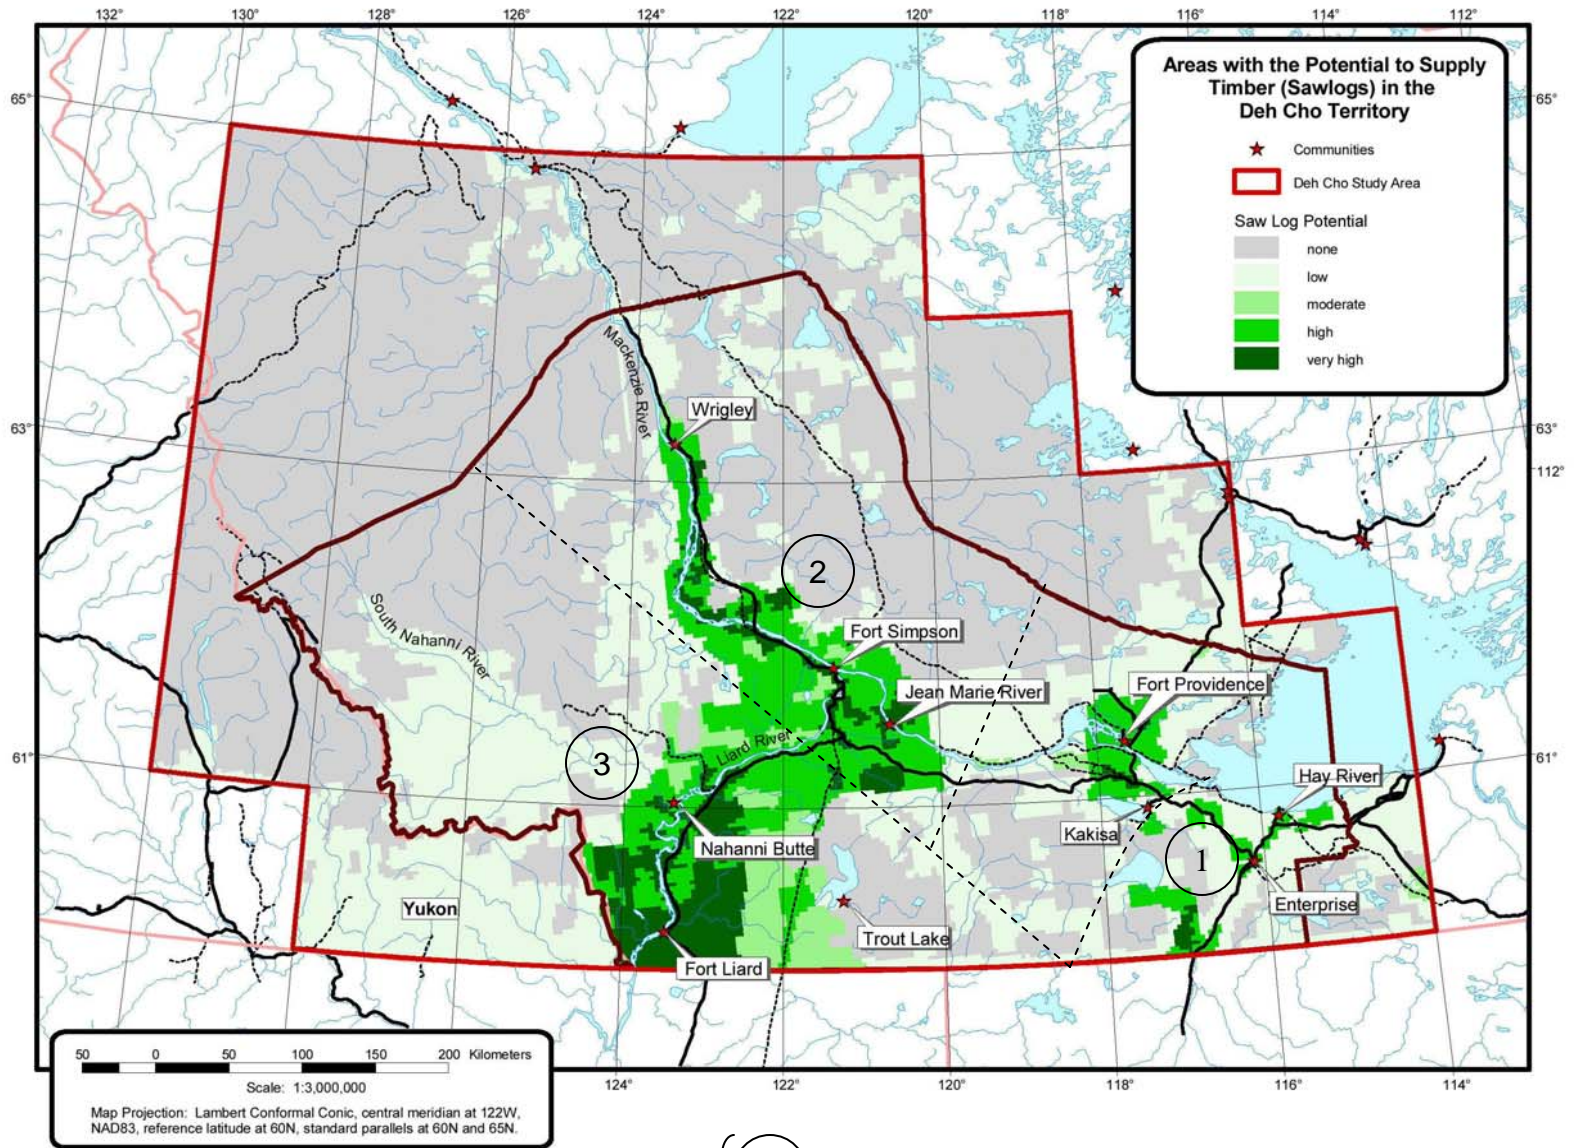 132°
130°
128°
126°
124°
122°
120°
118°
116°
114°
112°
65°
65°
63°
63°
112°
61°
61°
Areas with the Potential to Supply
Timber (Sawlogs) in the
Deh Cho Territory
Communities
Deh Cho Study Area
Saw Log Potential
none
low
moderate
high
very high
Mackenzie River
Wrigley
2
South Nahanni River
Fort Simpson
Jean Marie River
Fort Providence
Liard River
3
Hay River
Kakisa
Nahanni Butte
1
Enterprise
Yukon
Trout Lake
Fort Liard
50 0 50 100 150 200 Kilometers
Scale: 1:3,000,000
Map Projection: Lambert Conformal Conic, central meridian at 122W,
NAD83, reference latitude at 60N, standard parallels at 60N and 65N.
124°
122°
120°
118°
116°
114°